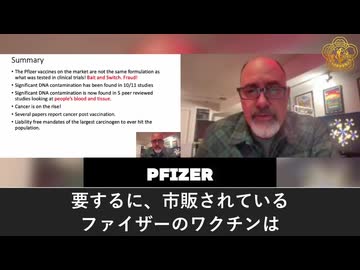 Summary
• The Pfizer vaccines on the market are not the same formulation as
what was tested in clinical trials! Bait and Switch. Fraud!
• Significant DNA contamination has been found in 10/11 studies
• Significant DNA contamination is now found in 5 peer reviewed
studies looking at people's blood and tissue.
• Cancer is on the rise!
• Several papers report cancer post vaccination.
• Liability free mandates of the largest carcinogen to ever hit the
population.
PFIZER
要するに、市販されている
ファイザーのワクチンは